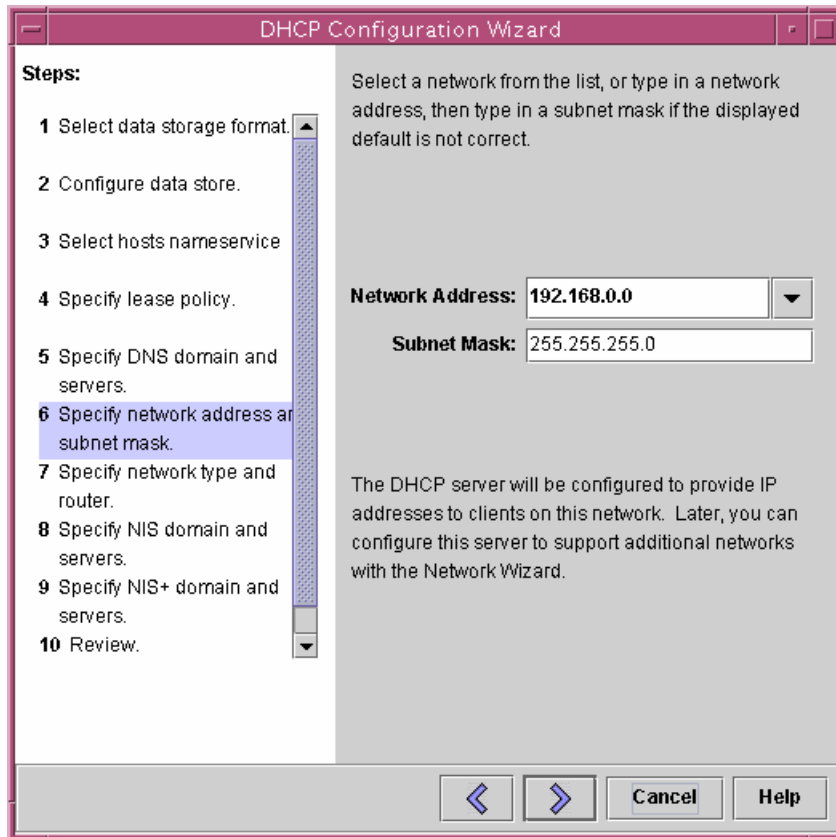 DHCP Configuration Wizard
Steps:
1 Select data storage format.
2 Configure data store.
3 Select hosts nameservice
4 Specify lease policy.
5 Specify DNS domain and
servers.
6 Specify network address ar
subnet mask.
7 Specify network type and
router.
8 Specify NIS domain and
servers.
9 Specify NIS+ domain and
servers.
10 Review.
Select a network from the list, or type in a network
address, then type in a subnet mask if the displayed
default is not correct.
Network Address: 192.168.0.0
Subnet Mask: 255.255.255.0
The DHCP server will be configured to provide IP
addresses to clients on this network. Later, you can
configure this server to support additional networks
with the Network Wizard.
Cancel
Help